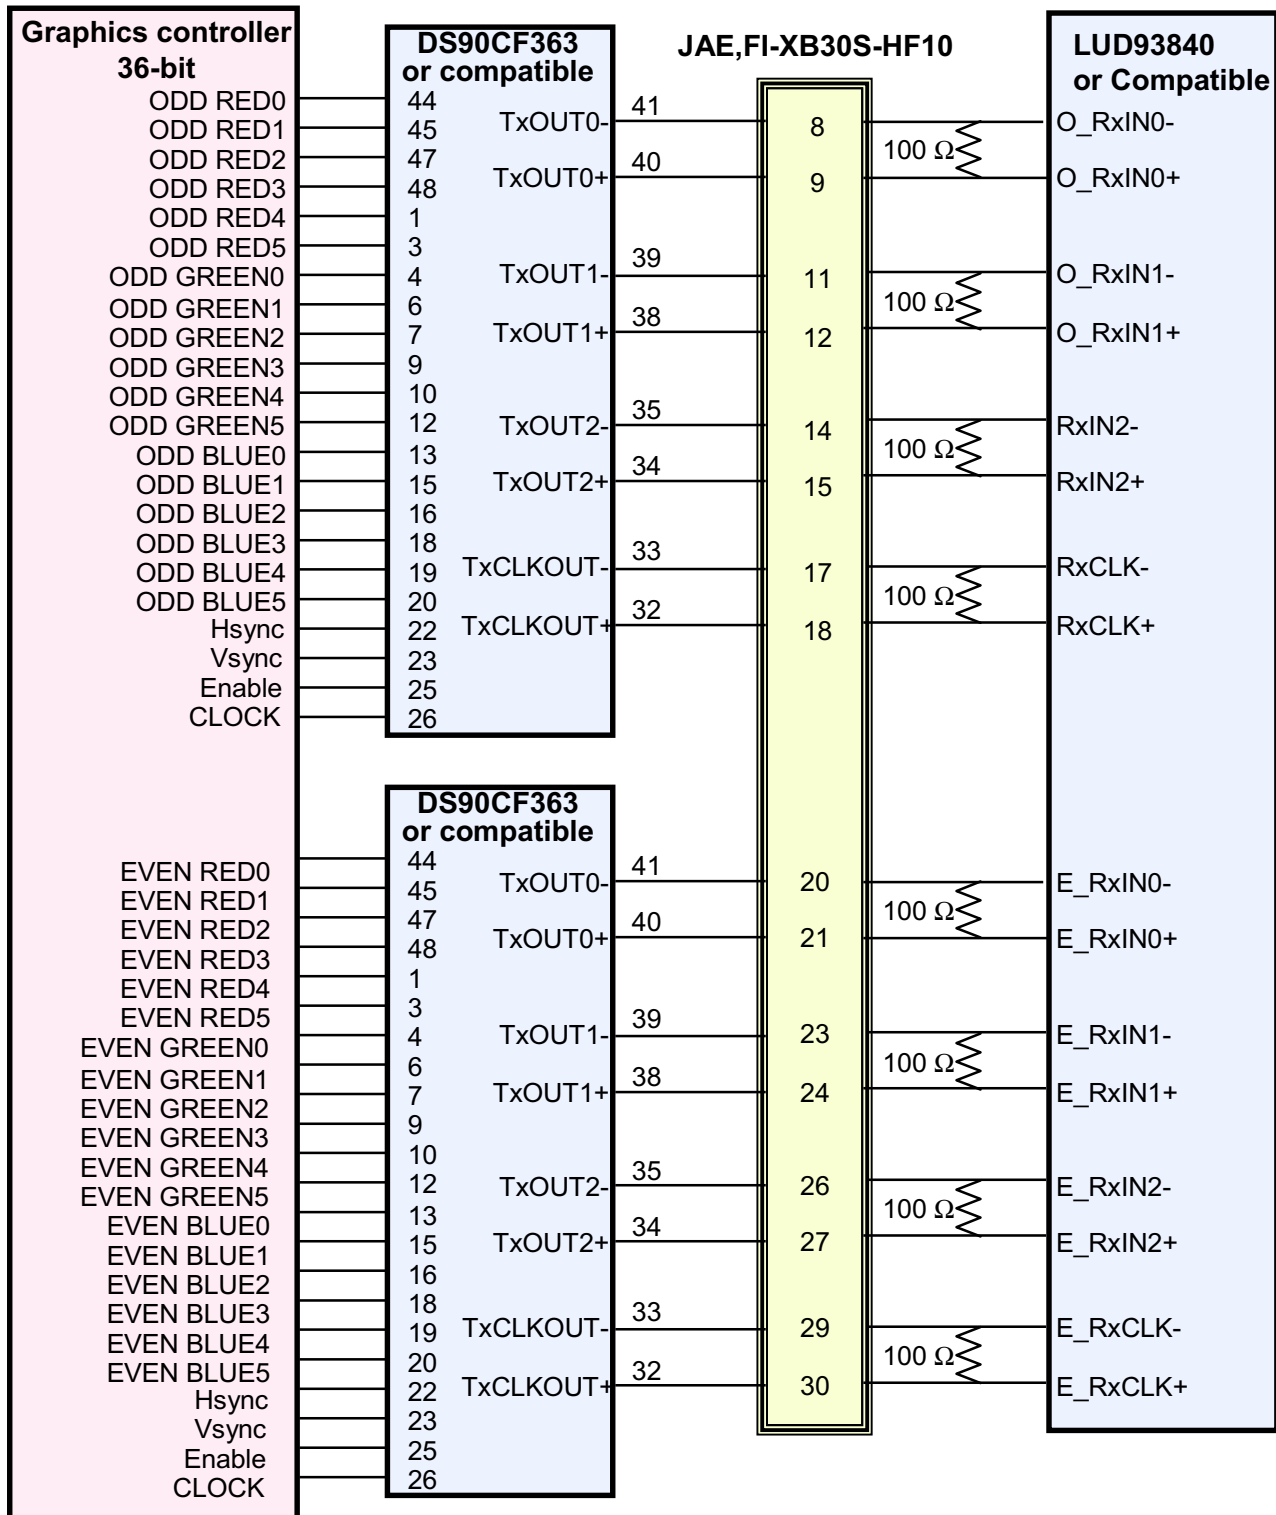 Graphics controller
36-bit
ODD RED0
ODD RED1
ODD RED2
ODD RED3
ODD RED4
ODD RED5
ODD GREEN0
ODD GREEN1
ODD GREEN2
ODD GREEN3
ODD GREEN4
ODD GREEN5
ODD BLUE0
ODD BLUE1
ODD BLUE2
ODD BLUE3
ODD BLUE4
ODD BLUE5
Hsync
Vsync
Enable
CLOCK
EVEN RED0
EVEN RED1
EVEN RED2
EVEN RED3
EVEN RED4
EVEN RED5
EVEN GREEN0
EVEN GREEN1
EVEN GREEN2
EVEN GREEN3
EVEN GREEN4
EVEN GREEN5
EVEN BLUE0
EVEN BLUE1
EVEN BLUE2
EVEN BLUE3
EVEN BLUE4
EVEN BLUE5
Hsync
Vsync
Enable
CLOCK
DS90CF363
or compatible
44
45
47
48
1
3
4
6
7
9
10
12
13
15
16
18
19
20
22
23
25
26
TxOUT0-
TxOUT0+
TxOUT1-
TxOUT1+
TxOUT2-
TxOUT2+
TxCLKOUT-
TxCLKOUT+
41
40
39
38
35
34
33
32
DS90CF363
or compatible
44
45
47
48
1
3
4
6
7
9
10
12
13
15
16
18
19
20
22
23
25
26
TxOUT0-
TxOUT0+
TxOUT1-
TxOUT1+
TxOUT2-
TxOUT2+
TxCLKOUT-
TxCLKOUT+
41
40
39
38
35
34
33
32
JAE,FI-XB30S-HF10
8
9
11
12
14
15
17
18
20
21
23
24
26
27
29
30
100 Ω
100 Ω
100 Ω
100 Ω
100 Ω
100 Ω
100 Ω
100 Ω
LUD93840
or Compatible
O_RxIN0-
O_RxIN0+
O_RxIN1-
O_RxIN1+
RxIN2-
RxIN2+
RxCLK-
RxCLK+
E_RxIN0-
E_RxIN0+
E_RxIN1-
E_RxIN1+
E_RxIN2-
E_RxIN2+
E_RxCLK-
E_RxCLK+